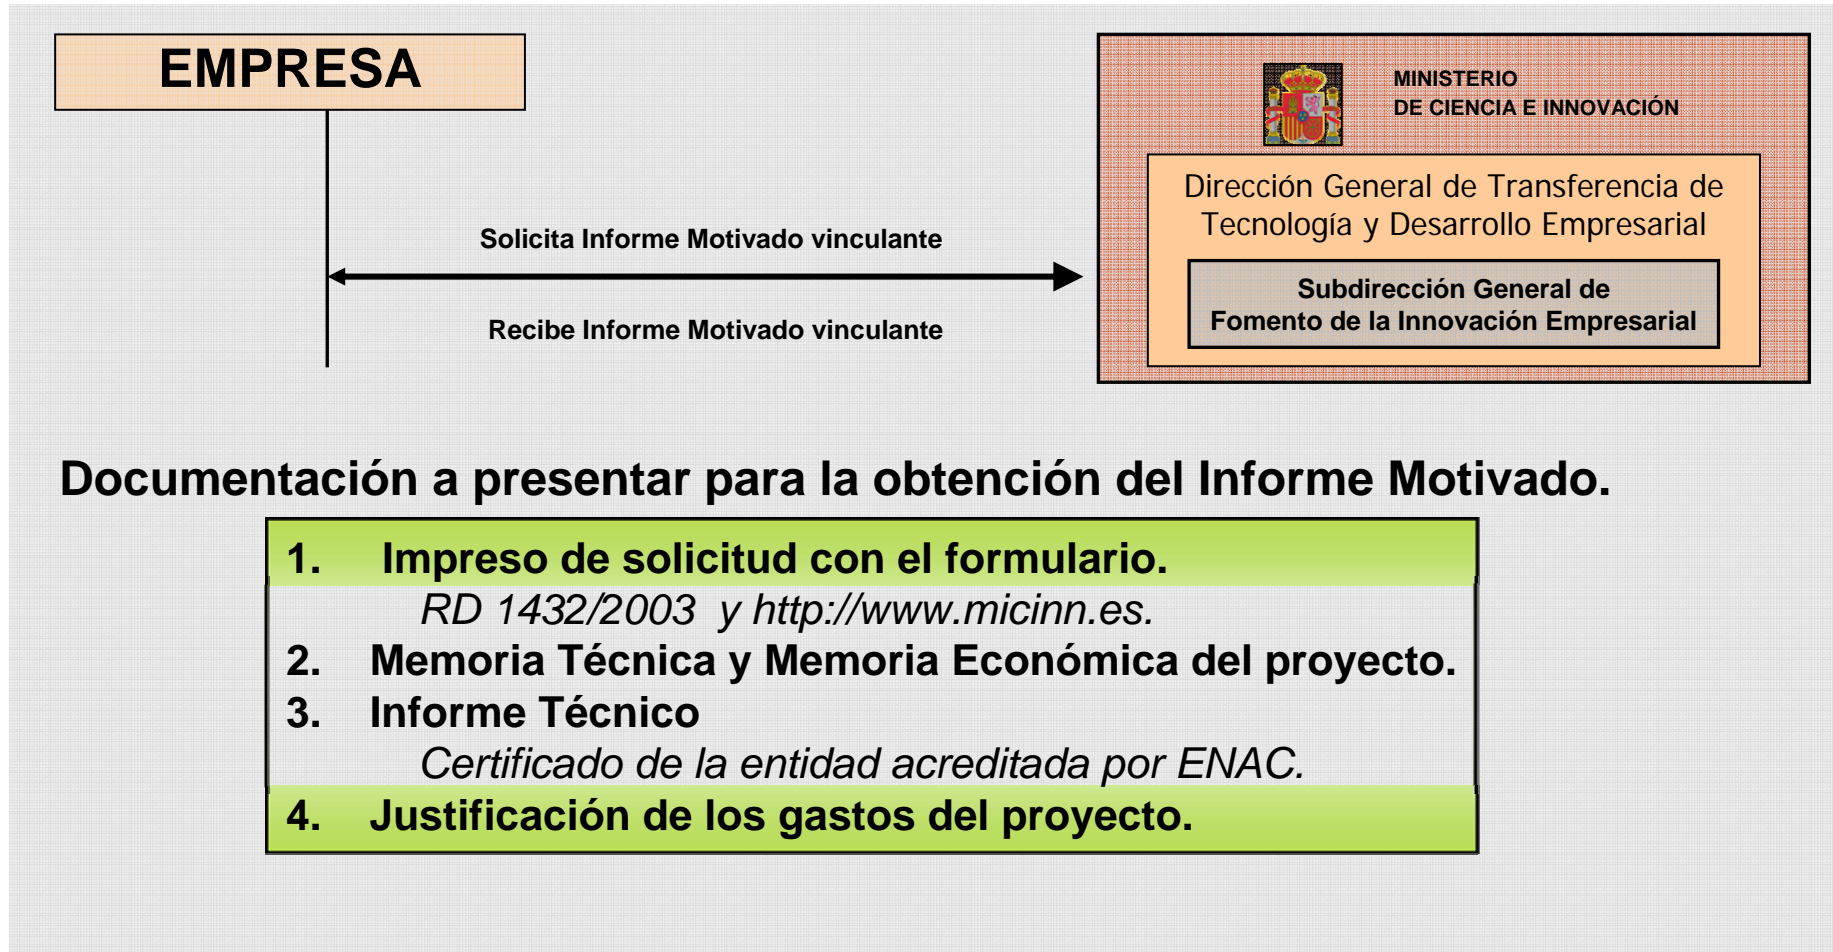 EMPRESA
MINISTERIO
DE CIENCIA E INNOVACIÓN
Dirección General de Transferencia de
Tecnología y Desarrollo Empresarial
Subdirección General de
Fomento de la Innovación Empresarial
Solicita Informe Motivado vinculante
Recibe Informe Motivado vinculante
Documentación a presentar para la obtención del Informe Motivado.
1. Impreso de solicitud con el formulario.
RD 1432/2003 y http://www.micinn.es.
2. Memoria Técnica y Memoria Económica del proyecto.
3. Informe Técnico
Certificado de la entidad acreditada por ENAC.
4. Justificación de los gastos del proyecto.